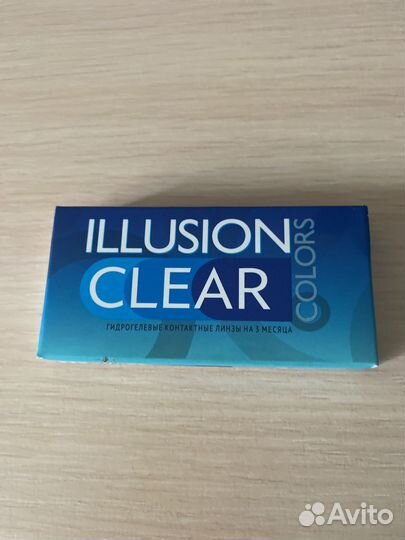 ILLUSION
CLEAR
COLORS
ГИДРОГЕЛЕВЫЕ КОНТАКТНЫЕ ЛИНЗЫ НА 3 МЕСЯЦА
Avito